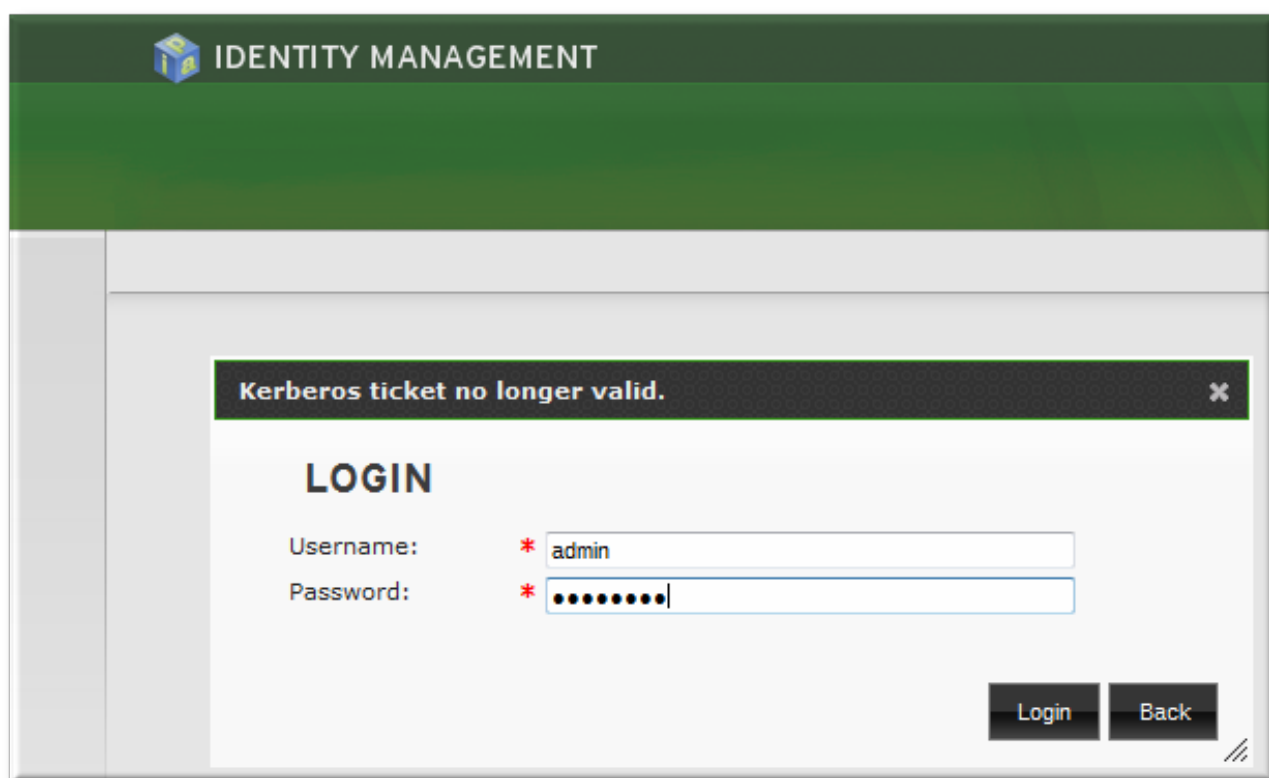 IDENTITY MANAGEMENT
Kerberos ticket no longer valid.
LOGIN
Username: * admin
Password: * ••••••••
Login Back